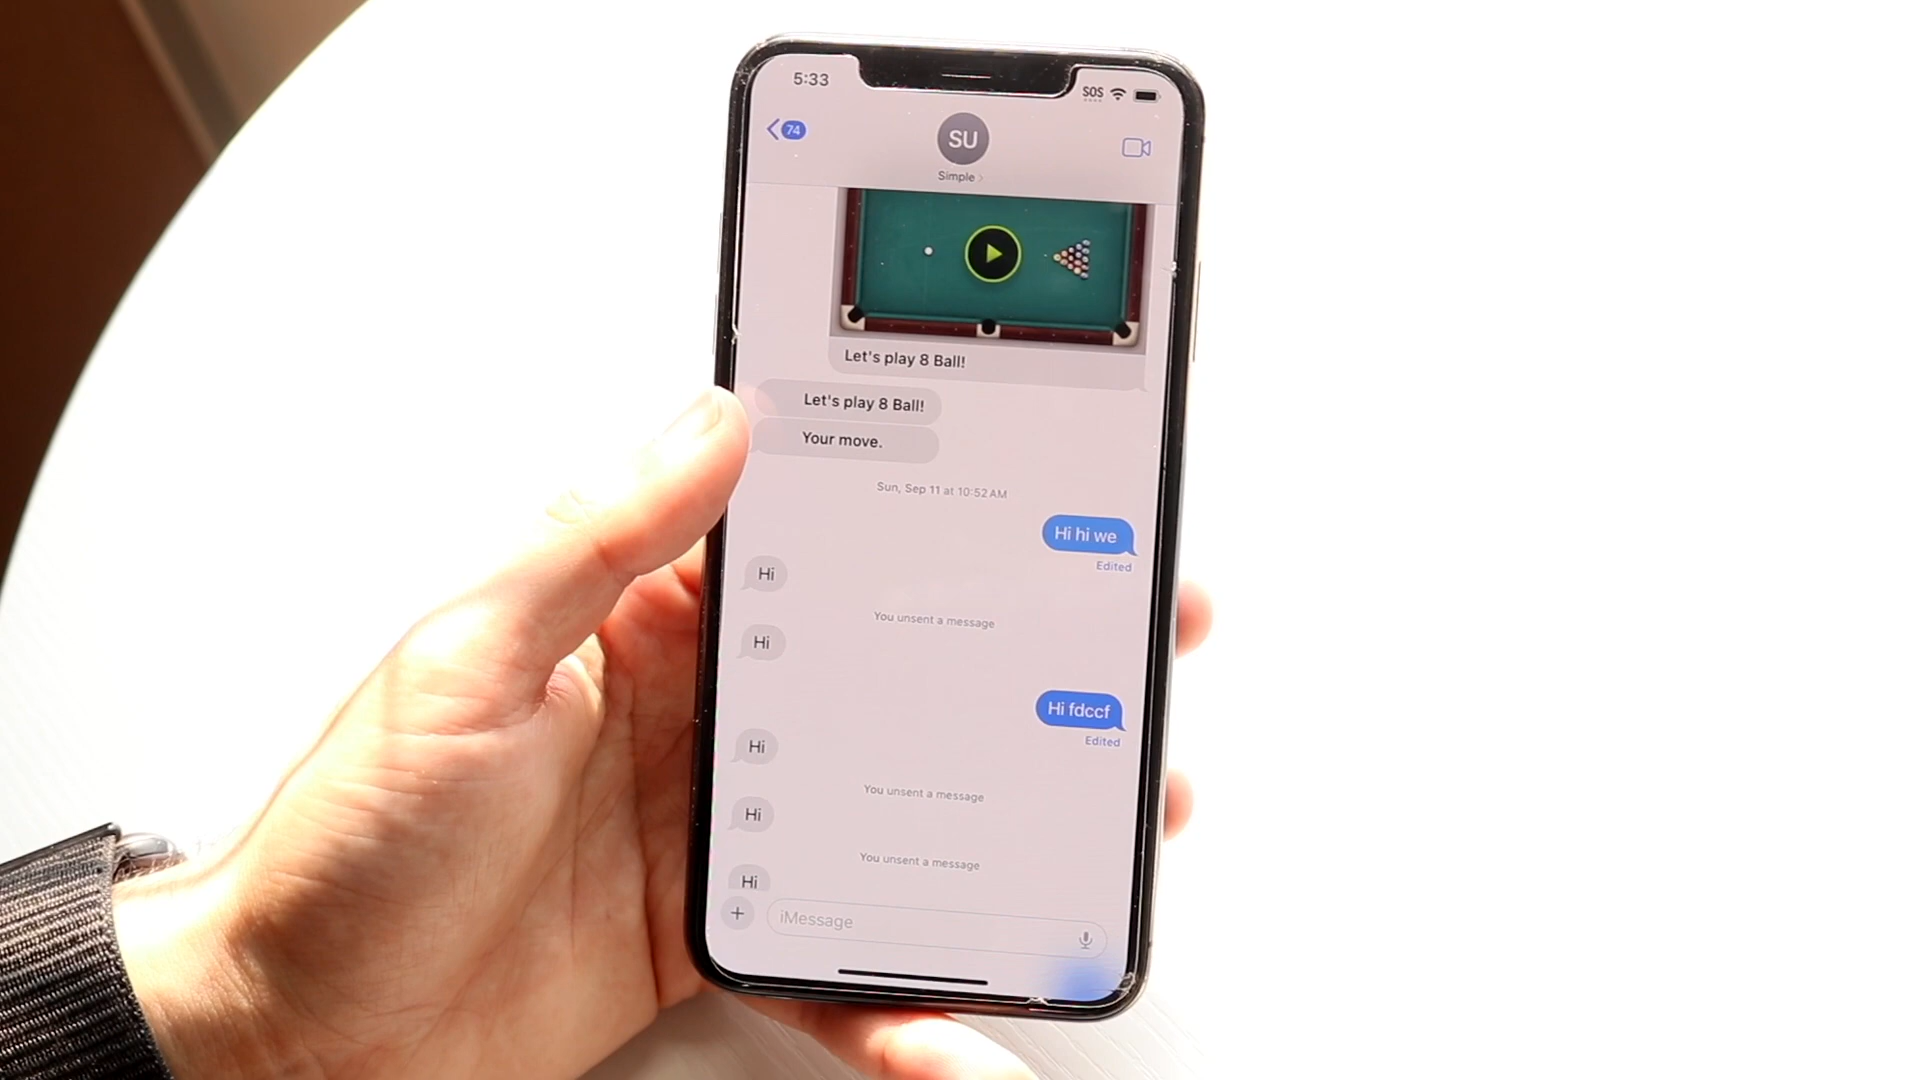 5:33
SOS
74
SU
Simple
Let's play 8 Ball!
Let's play 8 Ball!
Your move.
Sun, Sep 11 at 10:52 AM
Hi hi we
Edited
Hi
You unsent a message
Hi
Hi fdccf
Edited
Hi
You unsent a message
Hi
You unsent a message
Hi
iMessage